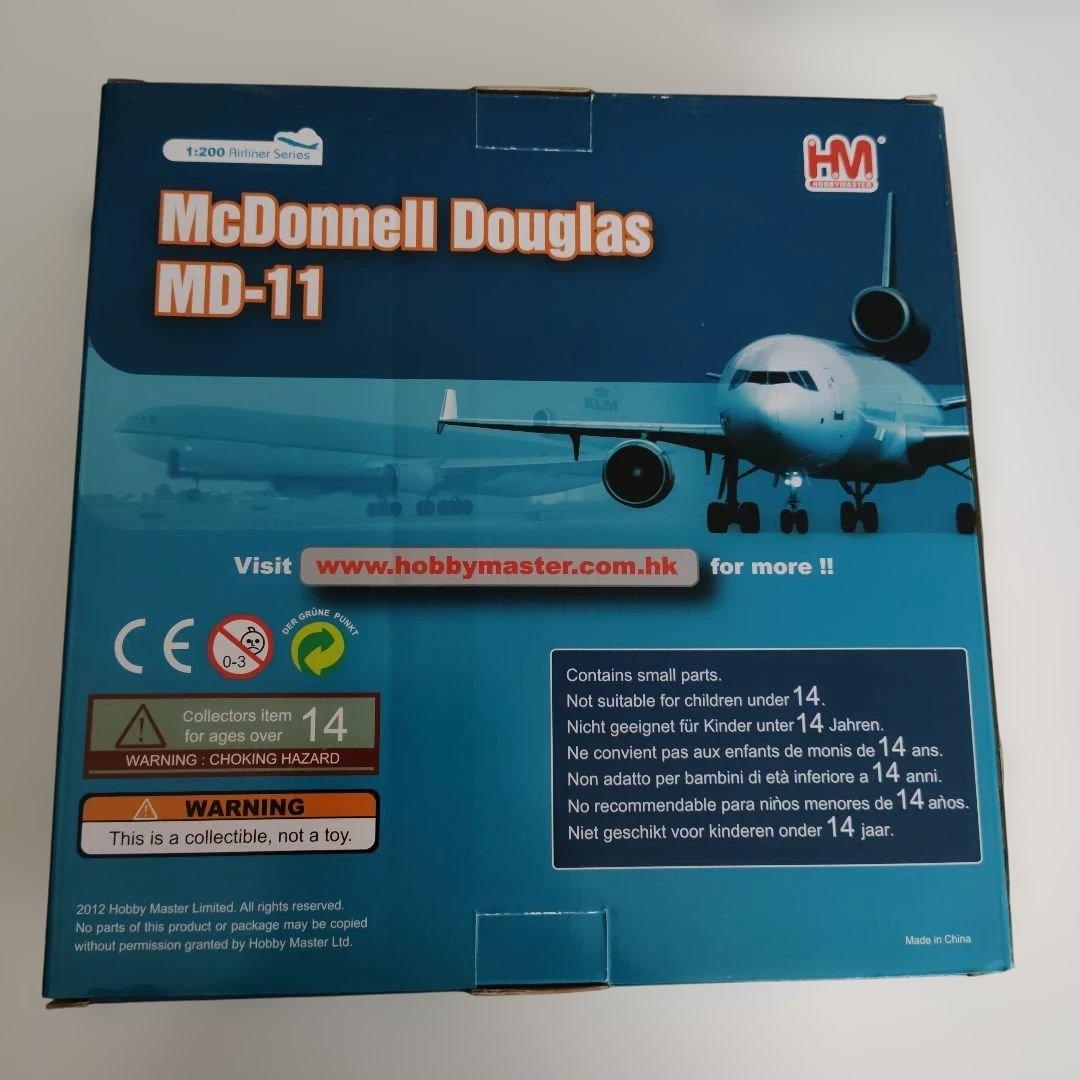 1:200 Airliner Series
HM®
HOBBYMASTER
McDonnell Douglas
MD-11
KLM
Visit www.hobbymaster.com.hk for more !!
CE
0-3
DER GRÜNE PUNKT
Collectors item
for ages over 14
WARNING : CHOKING HAZARD
WARNING
This is a collectible, not a toy.
Contains small parts.
Not suitable for children under 14.
Nicht geeignet für Kinder unter 14 Jahren.
Ne convient pas aux enfants de monis de 14 ans.
Non adatto per bambini di età inferiore a 14 anni.
No recommendable para niños menores de 14 años.
Niet geschikt voor kinderen onder 14 jaar.
2012 Hobby Master Limited. All rights reserved.
No parts of this product or package may be copied
without permission granted by Hobby Master Ltd.
Made in China